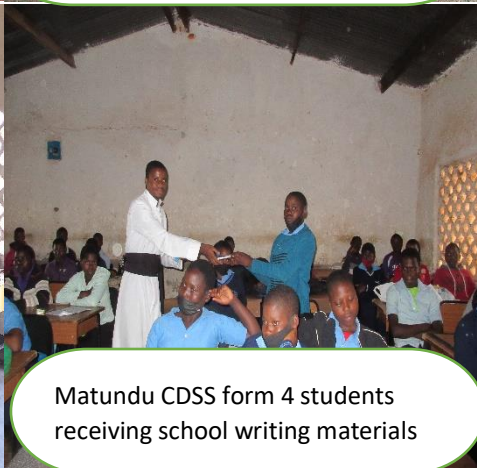 Matundu CDSS form 4 students
receiving school writing materials